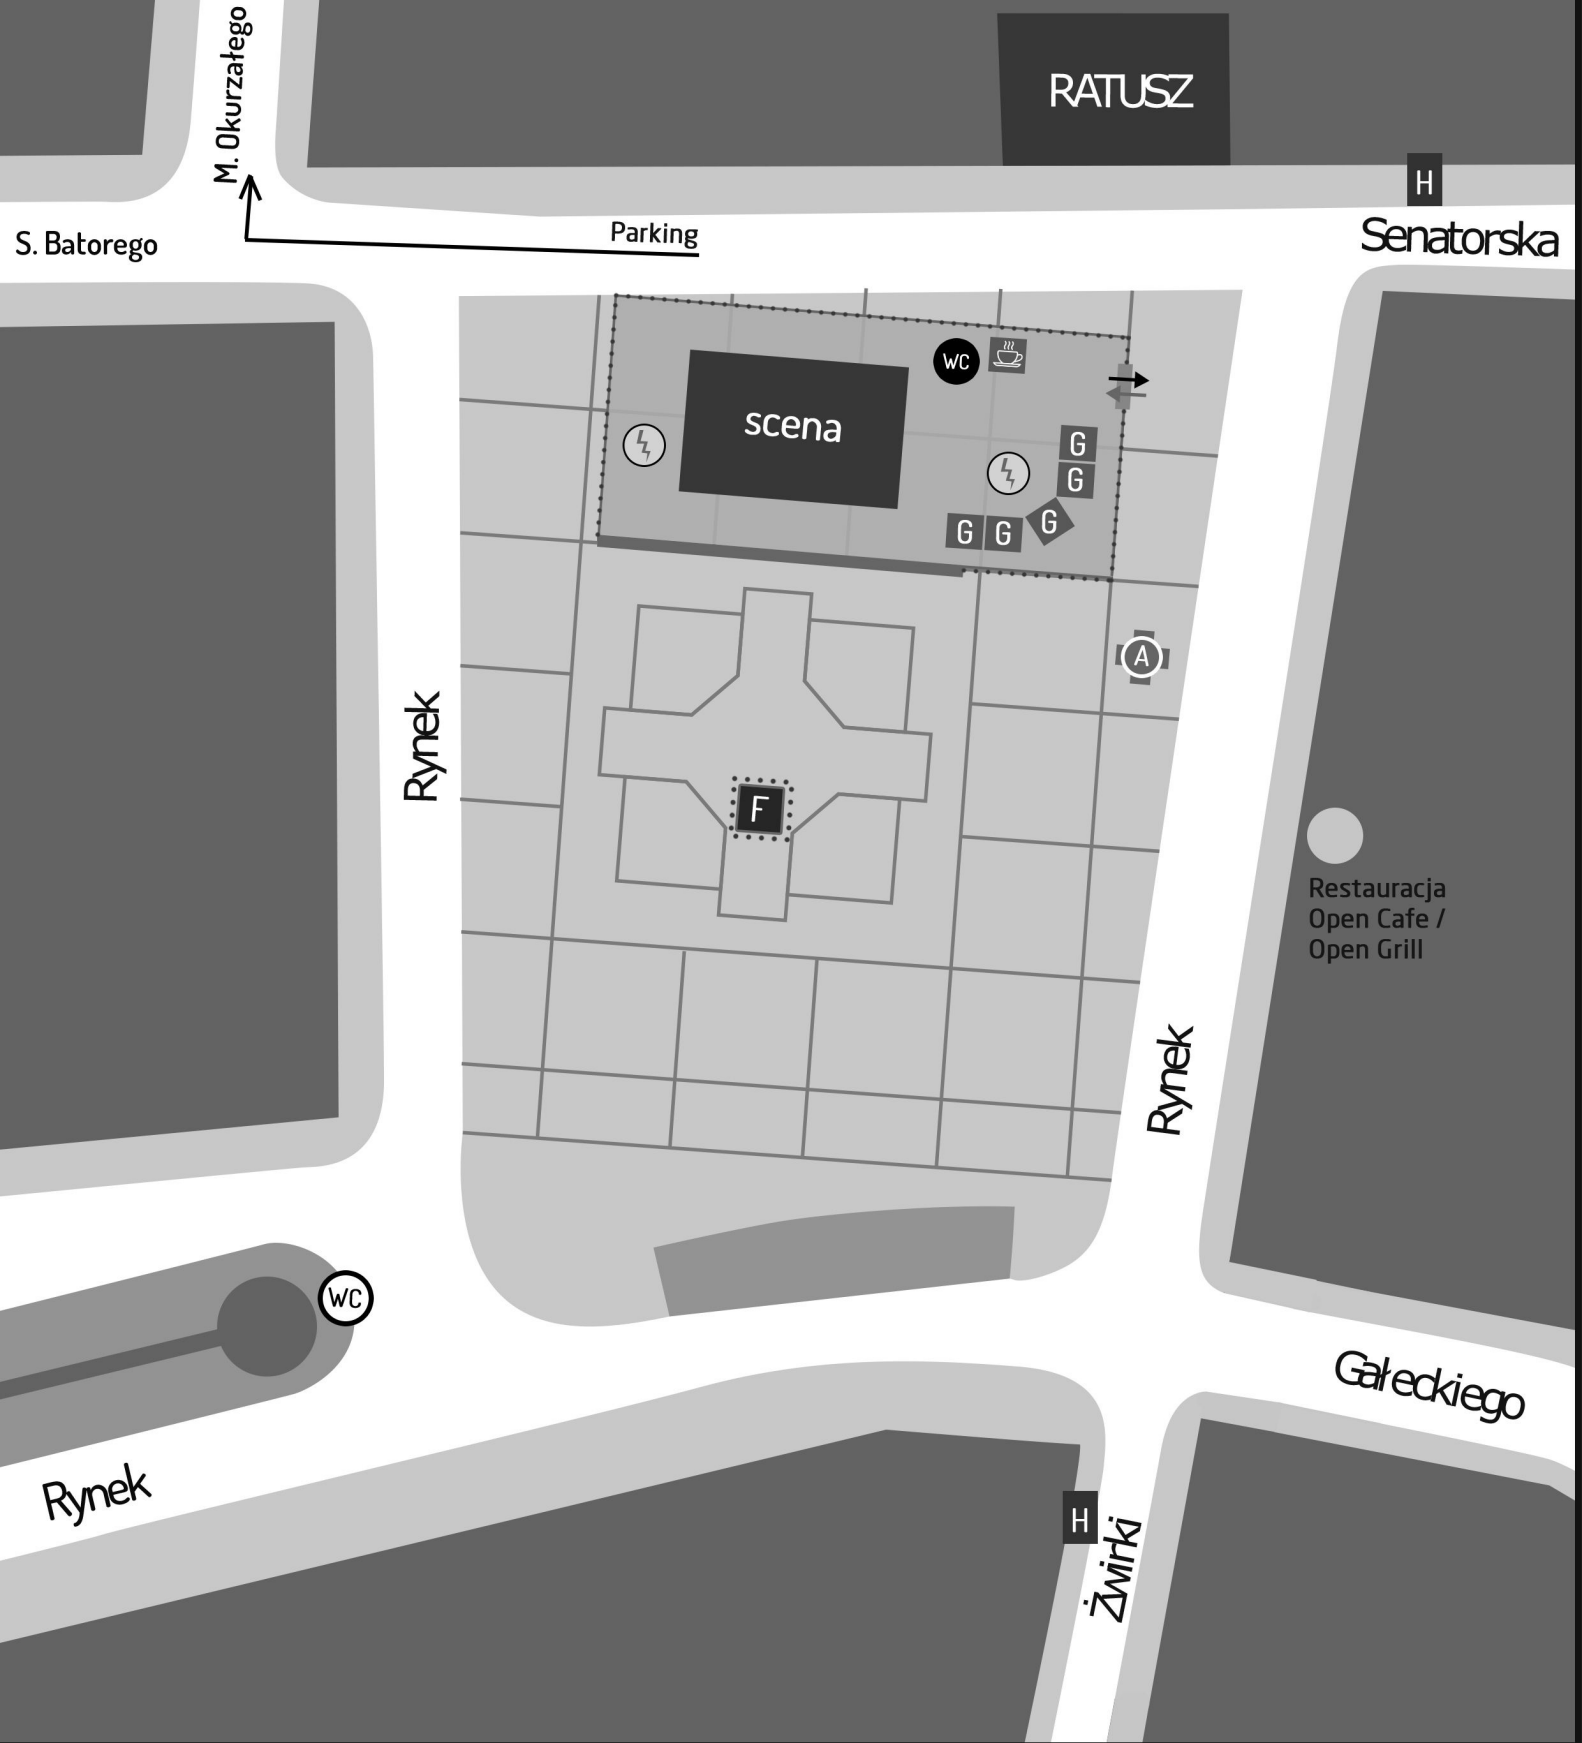 M. Okurzałego
RATUSZ
H
S. Batorego
Parking
Senatorska
WC
scena
G
G
G
G
G
A
Rynek
F
Restauracja
Open Cafe /
Open Grill
Rynek
WC
Gałeckiego
Rynek
H
Żwirki